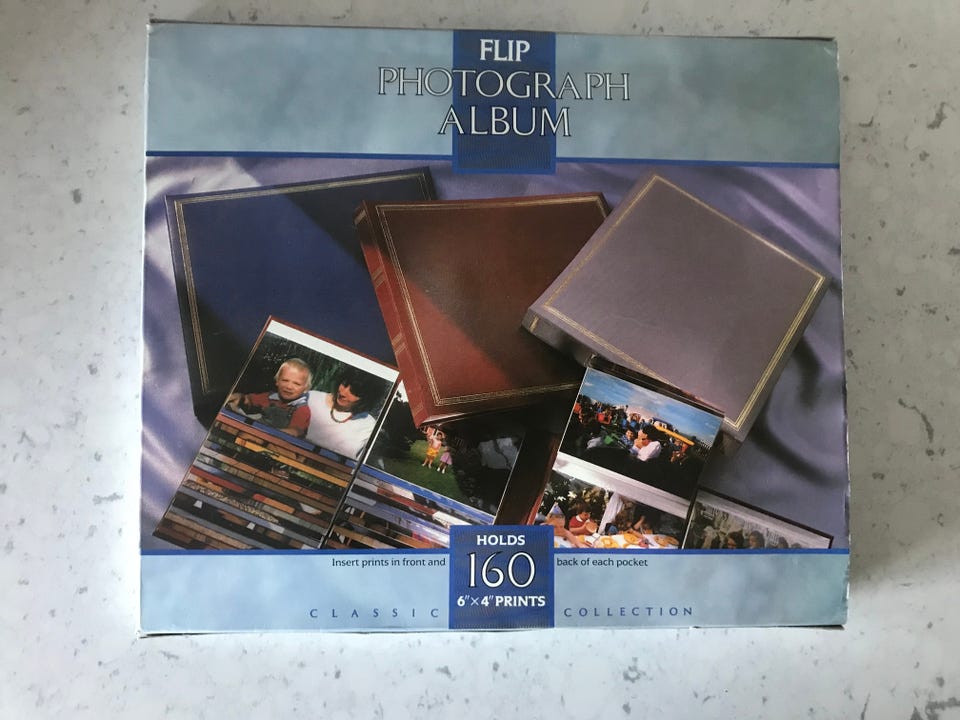 FLIP
PHOTOGRAPH
ALBUM
HOLDS
160
6"×4" PRINTS
Insert prints in front and back of each pocket
CLASSIC COLLECTION